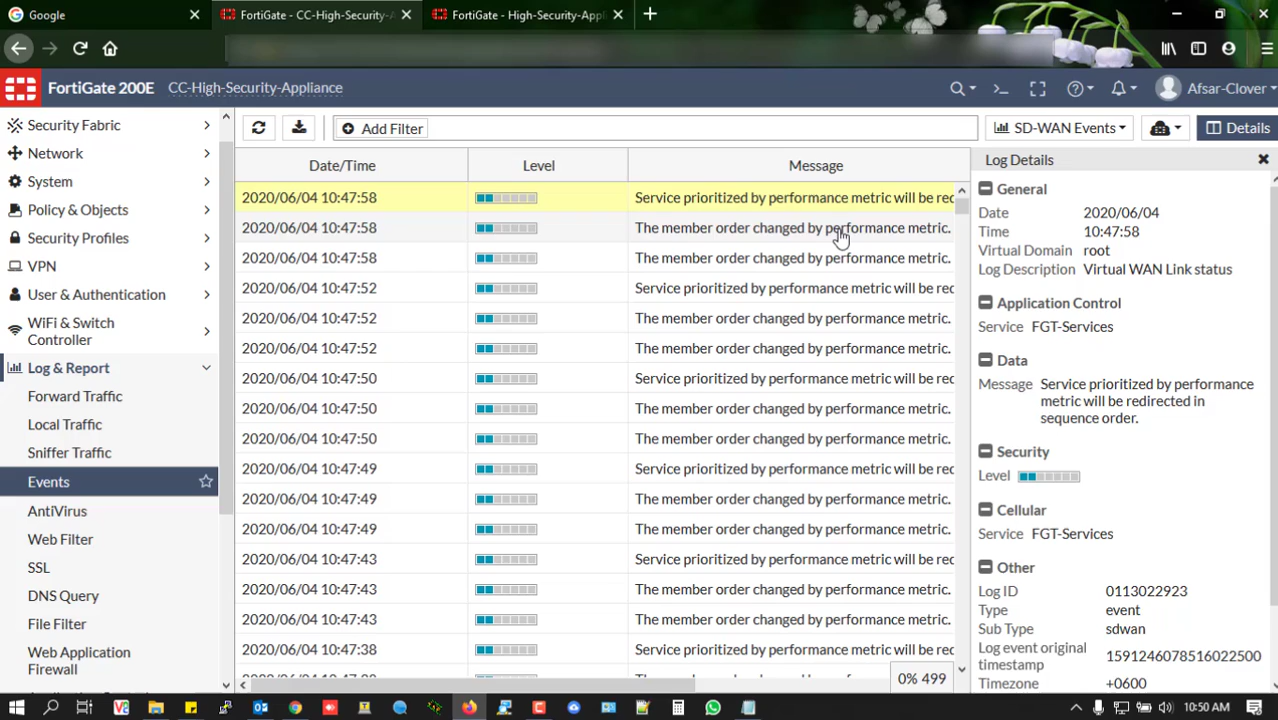 Google
FortiGate - CC-High-Security-A
FortiGate - High-Security-Appli
FortiGate 200E
CC-High-Security-Appliance
Afsar-Clover
Security Fabric
Network
System
Policy & Objects
Security Profiles
VPN
User & Authentication
WiFi & Switch
Controller
Log & Report
Forward Traffic
Local Traffic
Sniffer Traffic
Events
AntiVirus
Web Filter
SSL
DNS Query
File Filter
Web Application
Firewall
Add Filter
SD-WAN Events
Details
Date/Time Level Message
2020/06/04 10:47:58 Service prioritized by performance metric will be rec
2020/06/04 10:47:58 The member order changed by performance metric.
2020/06/04 10:47:58 The member order changed by performance metric.
2020/06/04 10:47:52 Service prioritized by performance metric will be rec
2020/06/04 10:47:52 The member order changed by performance metric.
2020/06/04 10:47:52 The member order changed by performance metric.
2020/06/04 10:47:50 Service prioritized by performance metric will be rec
2020/06/04 10:47:50 The member order changed by performance metric.
2020/06/04 10:47:50 The member order changed by performance metric.
2020/06/04 10:47:49 Service prioritized by performance metric will be rec
2020/06/04 10:47:49 The member order changed by performance metric.
2020/06/04 10:47:49 The member order changed by performance metric.
2020/06/04 10:47:43 Service prioritized by performance metric will be rec
2020/06/04 10:47:43 The member order changed by performance metric.
2020/06/04 10:47:43 The member order changed by performance metric.
2020/06/04 10:47:38 Service prioritized by performance metric will be rec
0% 499
Log Details
General
Date 2020/06/04
Time 10:47:58
Virtual Domain root
Log Description Virtual WAN Link status
Application Control
Service FGT-Services
Data
Message Service prioritized by performance
metric will be redirected in
sequence order.
Security
Level
Cellular
Service FGT-Services
Other
Log ID 0113022923
Type event
Sub Type sdwan
Log event original
timestamp 1591246078516022500
Timezone +0600
10:50 AM